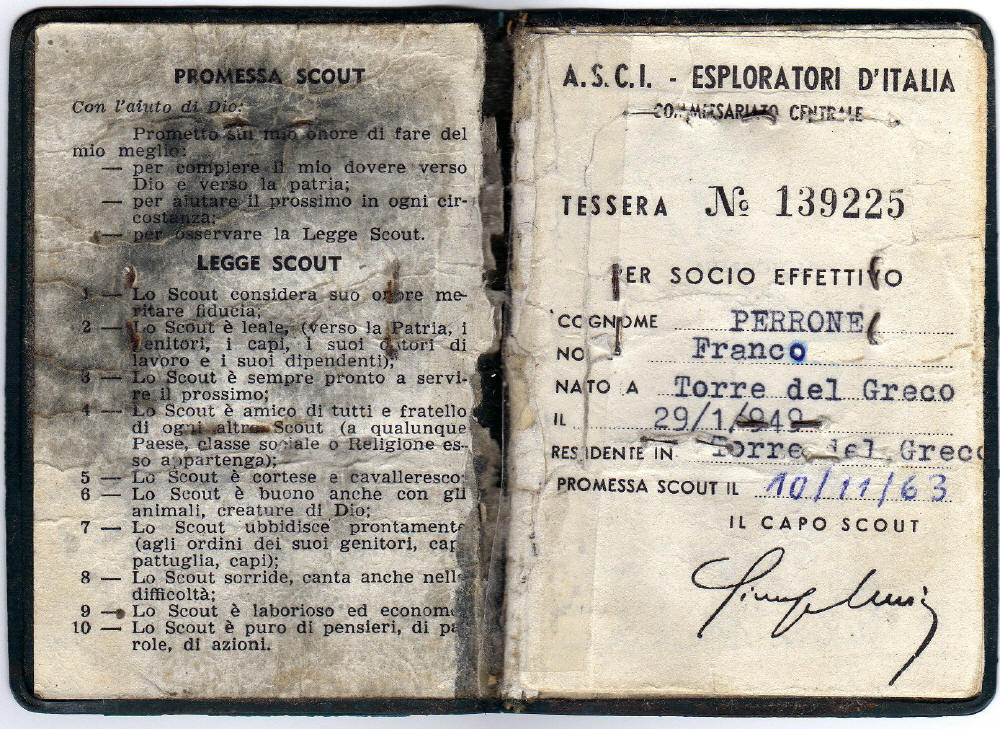 PROMESSA SCOUT
Con l'aiuto di Dio:
Prometto sul mio onore di fare del
mio meglio:
— per compiere il mio dovere verso
Dio e verso la patria;
— per aiutare il prossimo in ogni cir-
costanza;
— per osservare la Legge Scout.
LEGGE SCOUT
1 — Lo Scout considera suo onore me-
ritare fiducia;
2 — Lo Scout è leale, (verso la Patria, i
genitori, i capi, i suoi datori di
lavoro e i suoi dipendenti);
3 — Lo Scout è sempre pronto a servi-
re il prossimo;
4 — Lo Scout è amico di tutti e fratello
di ogni altro Scout (a qualunque
Paese, classe sociale o Religione es-
so appartenga);
5 — Lo Scout è cortese e cavalleresco;
6 — Lo Scout è buono anche con gli
animali, creature di Dio;
7 — Lo Scout ubbidisce prontamente
(agli ordini dei suoi genitori, capi
pattuglia, capi);
8 — Lo Scout sorride, canta anche nelle
difficoltà;
9 — Lo Scout è laborioso ed econom
10 — Lo Scout è puro di pensieri, di pa
role, di azioni.
A.S.C.I. - ESPLORATORI D'ITALIA
COMMISSARIATO CENTRALE
TESSERA № 139225
PER SOCIO EFFETTIVO
COGNOME PERRONE
NO Franco
NATO A Torre del Greco
IL 29/1/949
RESIDENTE IN Torre del Greco
PROMESSA SCOUT IL 10/11/63
IL CAPO SCOUT